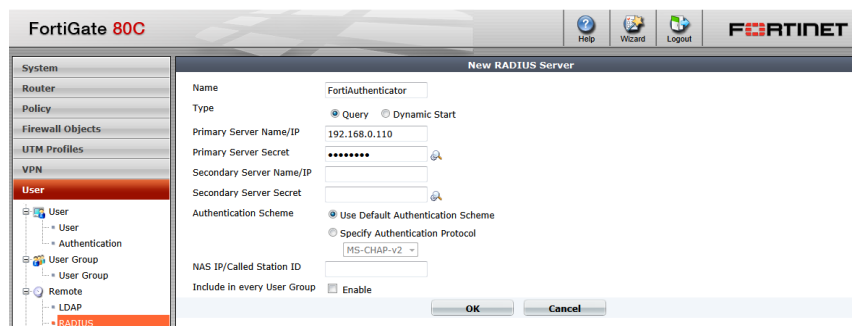 FortiGate 80C
Help
Wizard
Logout
FORTINET
System
Router
Policy
Firewall Objects
UTM Profiles
VPN
User
User
User
Authentication
User Group
User Group
Remote
LDAP
RADIUS
New RADIUS Server
Name FortiAuthenticator
Type Query Dynamic Start
Primary Server Name/IP 192.168.0.110
Primary Server Secret ••••••••
Secondary Server Name/IP
Secondary Server Secret
Authentication Scheme Use Default Authentication Scheme
Specify Authentication Protocol
MS-CHAP-v2
NAS IP/Called Station ID
Include in every User Group Enable
OK Cancel